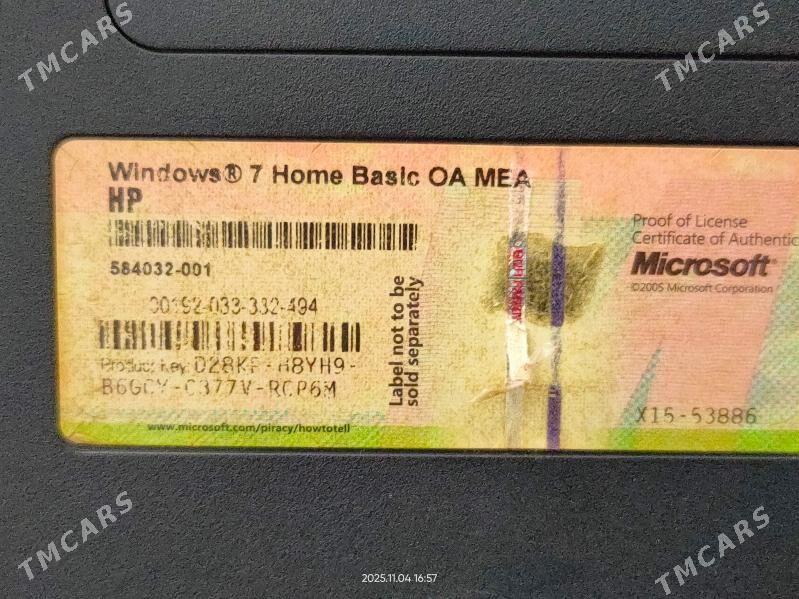 TMCARS
TMCARS
Windows® 7 Home Basic OA MEA
HP
584032-001
00192-033-332-494
Product Key:
Label not to be
sold separately
www.microsoft.com/piracy/howtotell
Proof of License
Certificate of Authentic
Microsoft®
©2005 Microsoft Corporation
X15-53886
TMCARS
TMCARS
2025.11.04 16:57